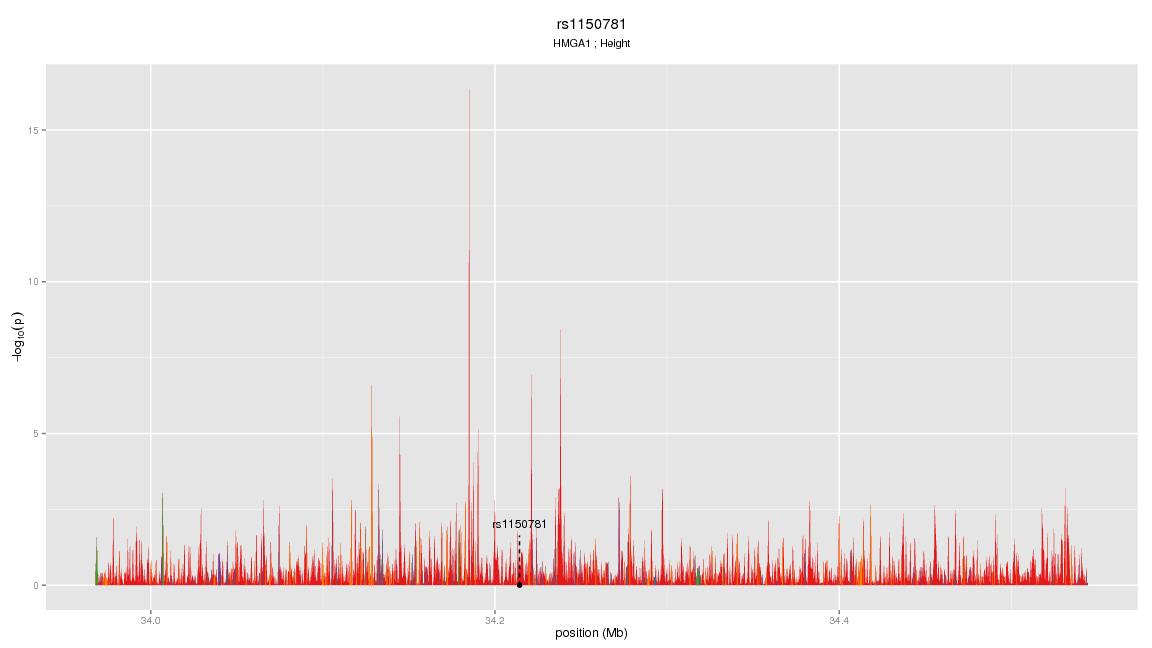 rs1150781
HMGA1 ; Height
15
10
5
0
−log10(p)
rs1150781
34.0
34.2
34.4
position (Mb)